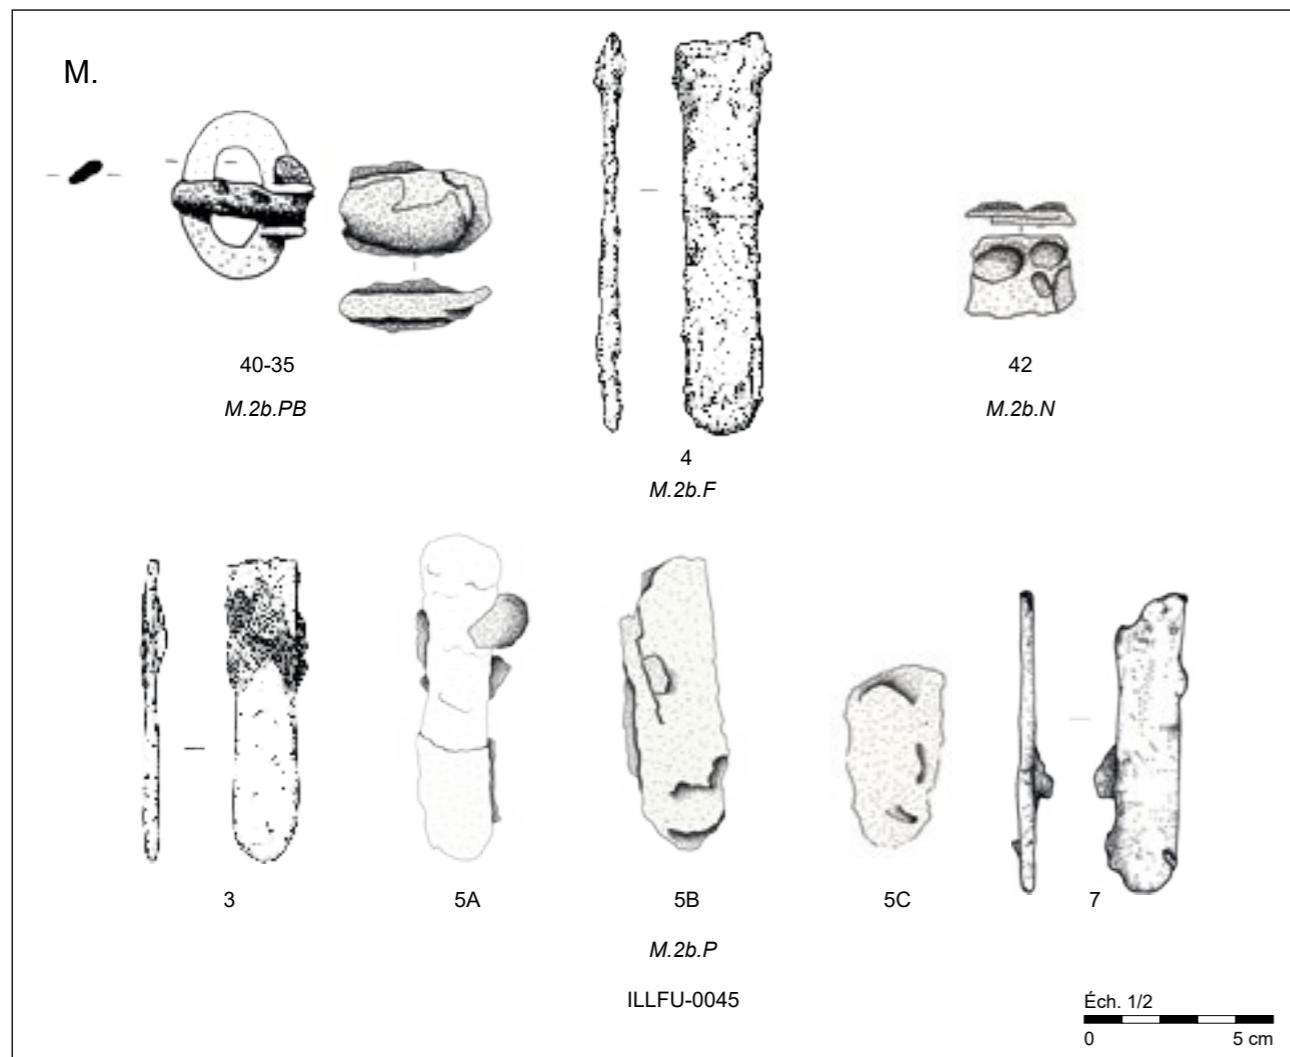 M.
40-35
M.2b.PB
4
M.2b.F
42
M.2b.N
3
5A
5B
5C
7
M.2b.P
ILLFU-0045
Éch. 1/2
0 5 cm